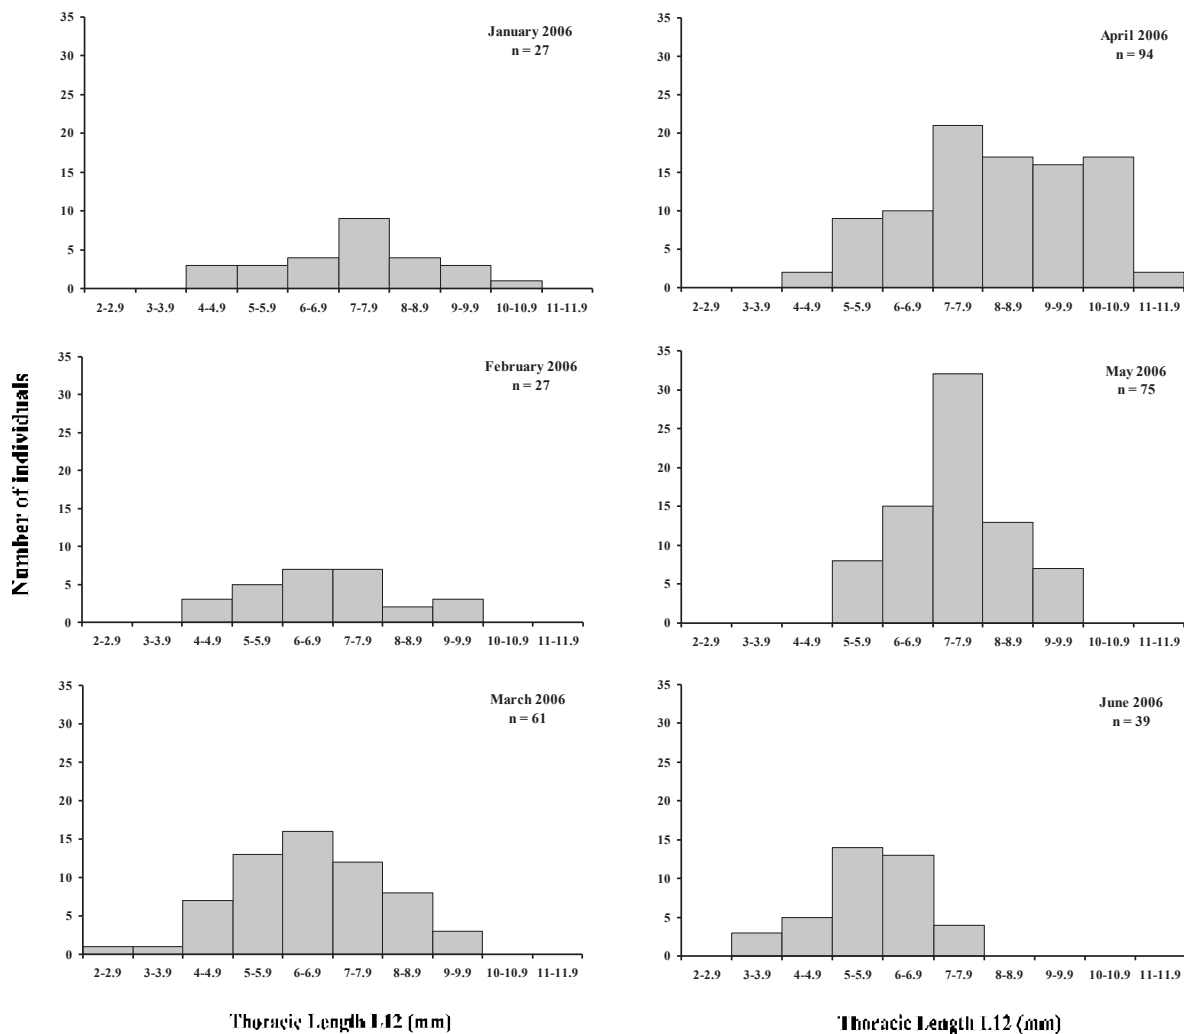 Number of individuals
January 2006
n = 27
35
30
25
20
15
10
5
0
2-2.9 3-3.9 4-4.9 5-5.9 6-6.9 7-7.9 8-8.9 9-9.9 10-10.9 11-11.9
February 2006
n = 27
35
30
25
20
15
10
5
0
2-2.9 3-3.9 4-4.9 5-5.9 6-6.9 7-7.9 8-8.9 9-9.9 10-10.9 11-11.9
March 2006
n = 61
35
30
25
20
15
10
5
0
2-2.9 3-3.9 4-4.9 5-5.9 6-6.9 7-7.9 8-8.9 9-9.9 10-10.9 11-11.9
Thoracic Length L12 (mm)
April 2006
n = 94
35
30
25
20
15
10
5
0
2-2.9 3-3.9 4-4.9 5-5.9 6-6.9 7-7.9 8-8.9 9-9.9 10-10.9 11-11.9
May 2006
n = 75
35
30
25
20
15
10
5
0
2-2.9 3-3.9 4-4.9 5-5.9 6-6.9 7-7.9 8-8.9 9-9.9 10-10.9 11-11.9
June 2006
n = 39
35
30
25
20
15
10
5
0
2-2.9 3-3.9 4-4.9 5-5.9 6-6.9 7-7.9 8-8.9 9-9.9 10-10.9 11-11.9
Thoracic Length L12 (mm)